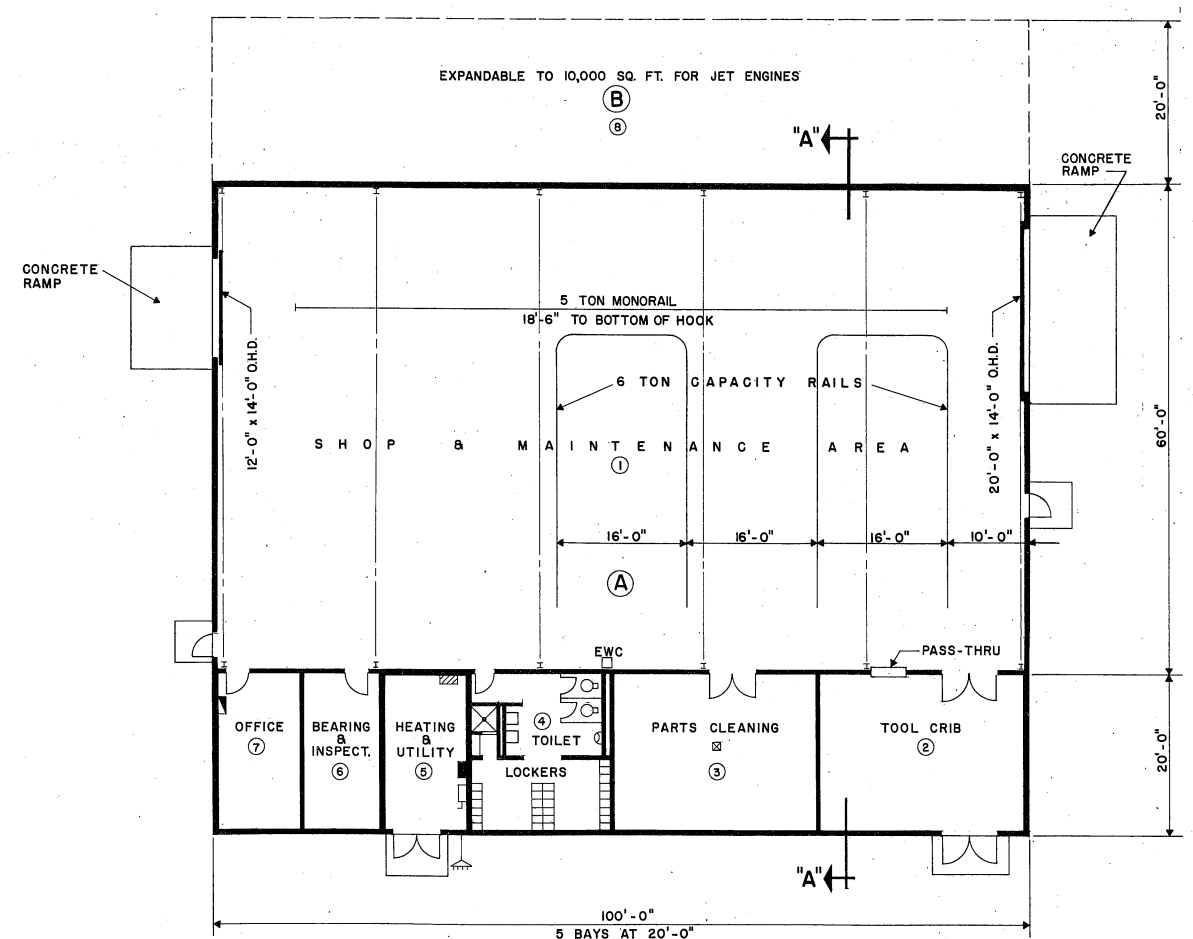 EXPANDABLE TO 10,000 SQ. FT. FOR JET ENGINES
B
8
"A"
20'-0"
CONCRETE
RAMP
CONCRETE
RAMP
5 TON MONORAIL
18'-6" TO BOTTOM OF HOOK
12'-0" x 14'-0" O.H.D.
20'-0" x 14'-0" O.H.D.
6 TON CAPACITY RAILS
SHOP & MAINTENANCE AREA
1
60'-0"
16'-0"
16'-0"
16'-0"
10'-0"
A
EWC
PASS-THRU
OFFICE
7
BEARING
&
INSPECT.
6
HEATING
&
UTILITY
5
4
TOILET
LOCKERS
PARTS CLEANING
3
TOOL CRIB
2
20'-0"
"A"
100'-0"
5 BAYS AT 20'-0"